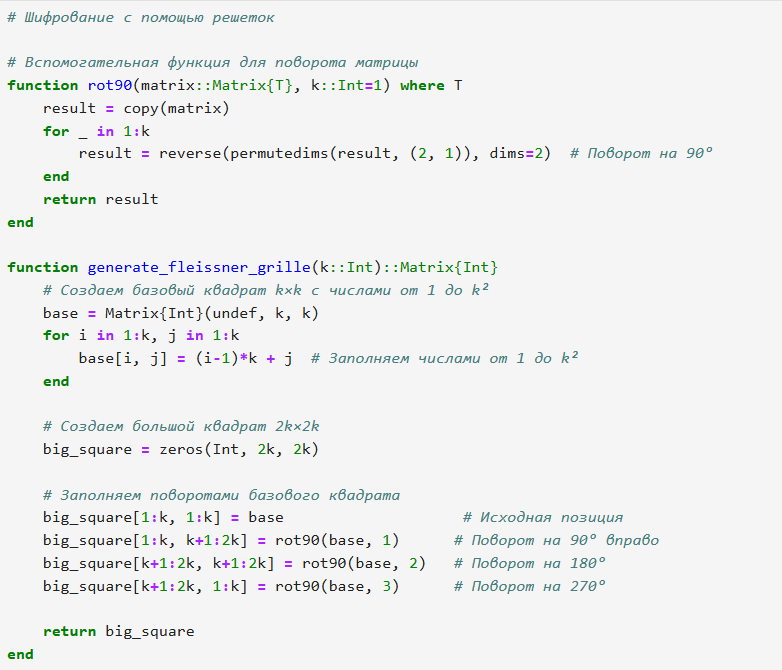 # Шифрование с помощью решеток

# Вспомогательная функция для поворота матрицы
function rot90(matrix::Matrix{T}, k::Int=1) where T
    result = copy(matrix)
    for _ in 1:k
        result = reverse(permutedims(result, (2, 1)), dims=2)  # Поворот на 90°
    end
    return result
end

function generate_fleissner_grille(k::Int)::Matrix{Int}
    # Создаем базовый квадрат k×k с числами от 1 до k²
    base = Matrix{Int}(undef, k, k)
    for i in 1:k, j in 1:k
        base[i, j] = (i-1)*k + j  # Заполняем числами от 1 до k²
    end

    # Создаем большой квадрат 2k×2k
    big_square = zeros(Int, 2k, 2k)

    # Заполняем поворотами базового квадрата
    big_square[1:k, 1:k] = base                    # Исходная позиция
    big_square[1:k, k+1:2k] = rot90(base, 1)      # Поворот на 90° вправо
    big_square[k+1:2k, k+1:2k] = rot90(base, 2)   # Поворот на 180°
    big_square[k+1:2k, 1:k] = rot90(base, 3)      # Поворот на 270°

    return big_square
end